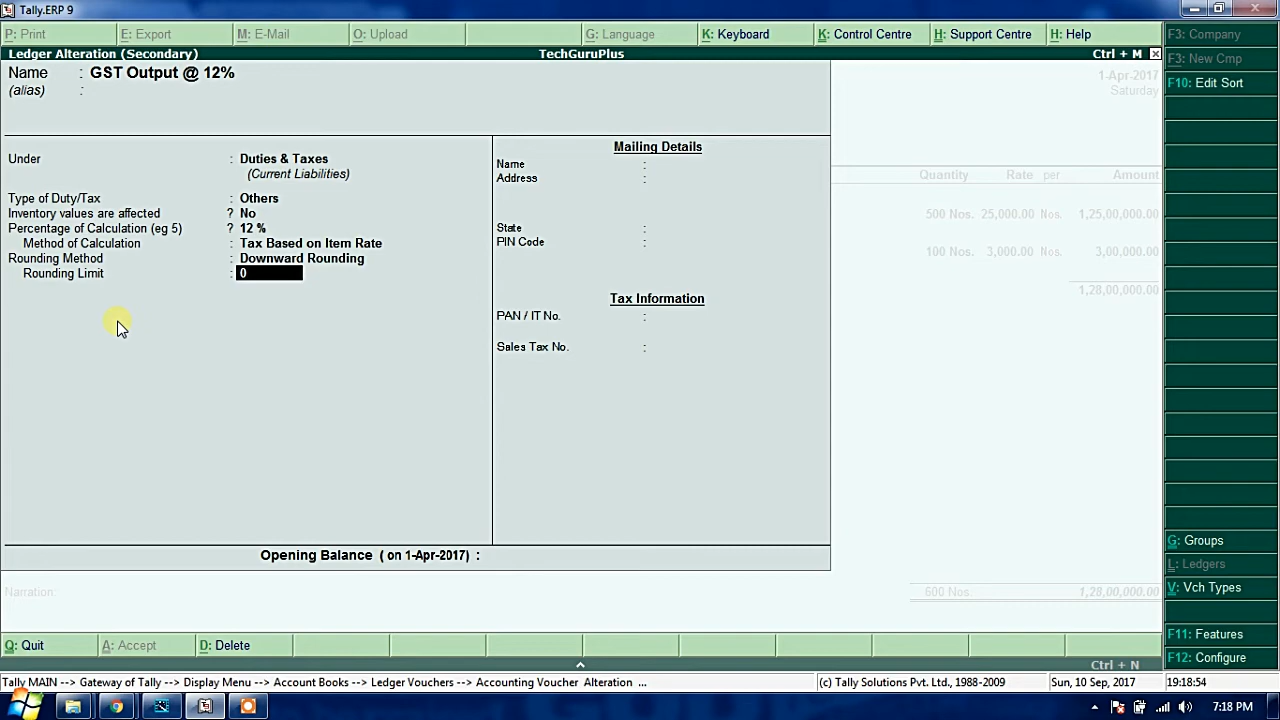 Tally.ERP 9
P: Print E: Export M: E-Mail O: Upload G: Language K: Keyboard K: Control Centre H: Support Centre H: Help
F3: Company
Ledger Alteration (Secondary) TechGuruPlus Ctrl + M
F3: New Cmp
Name : GST Output @ 12%
(alias) :
1-Apr-2017
Saturday
F10: Edit Sort
Under : Duties & Taxes
(Current Liabilities)
Type of Duty/Tax : Others
Inventory values are affected ? No
Percentage of Calculation (eg 5) ? 12 %
Method of Calculation : Tax Based on Item Rate
Rounding Method : Downward Rounding
Rounding Limit : 0
Mailing Details
Name :
Address :
State :
PIN Code :
Tax Information
PAN / IT No. :
Sales Tax No. :
Quantity Rate per Amount
500 Nos. 25,000.00 Nos. 1,25,00,000.00
100 Nos. 3,000.00 Nos. 3,00,000.00
1,28,00,000.00
Opening Balance ( on 1-Apr-2017) :
Narration: 600 Nos. 1,28,00,000.00
G: Groups
L: Ledgers
V: Vch Types
F11: Features
F12: Configure
Q: Quit A: Accept D: Delete
Ctrl + N
Tally MAIN --> Gateway of Tally --> Display Menu --> Account Books --> Ledger Vouchers --> Accounting Voucher Alteration ... (c) Tally Solutions Pvt. Ltd., 1988-2009 Sun, 10 Sep, 2017 19:18:54
7:18 PM